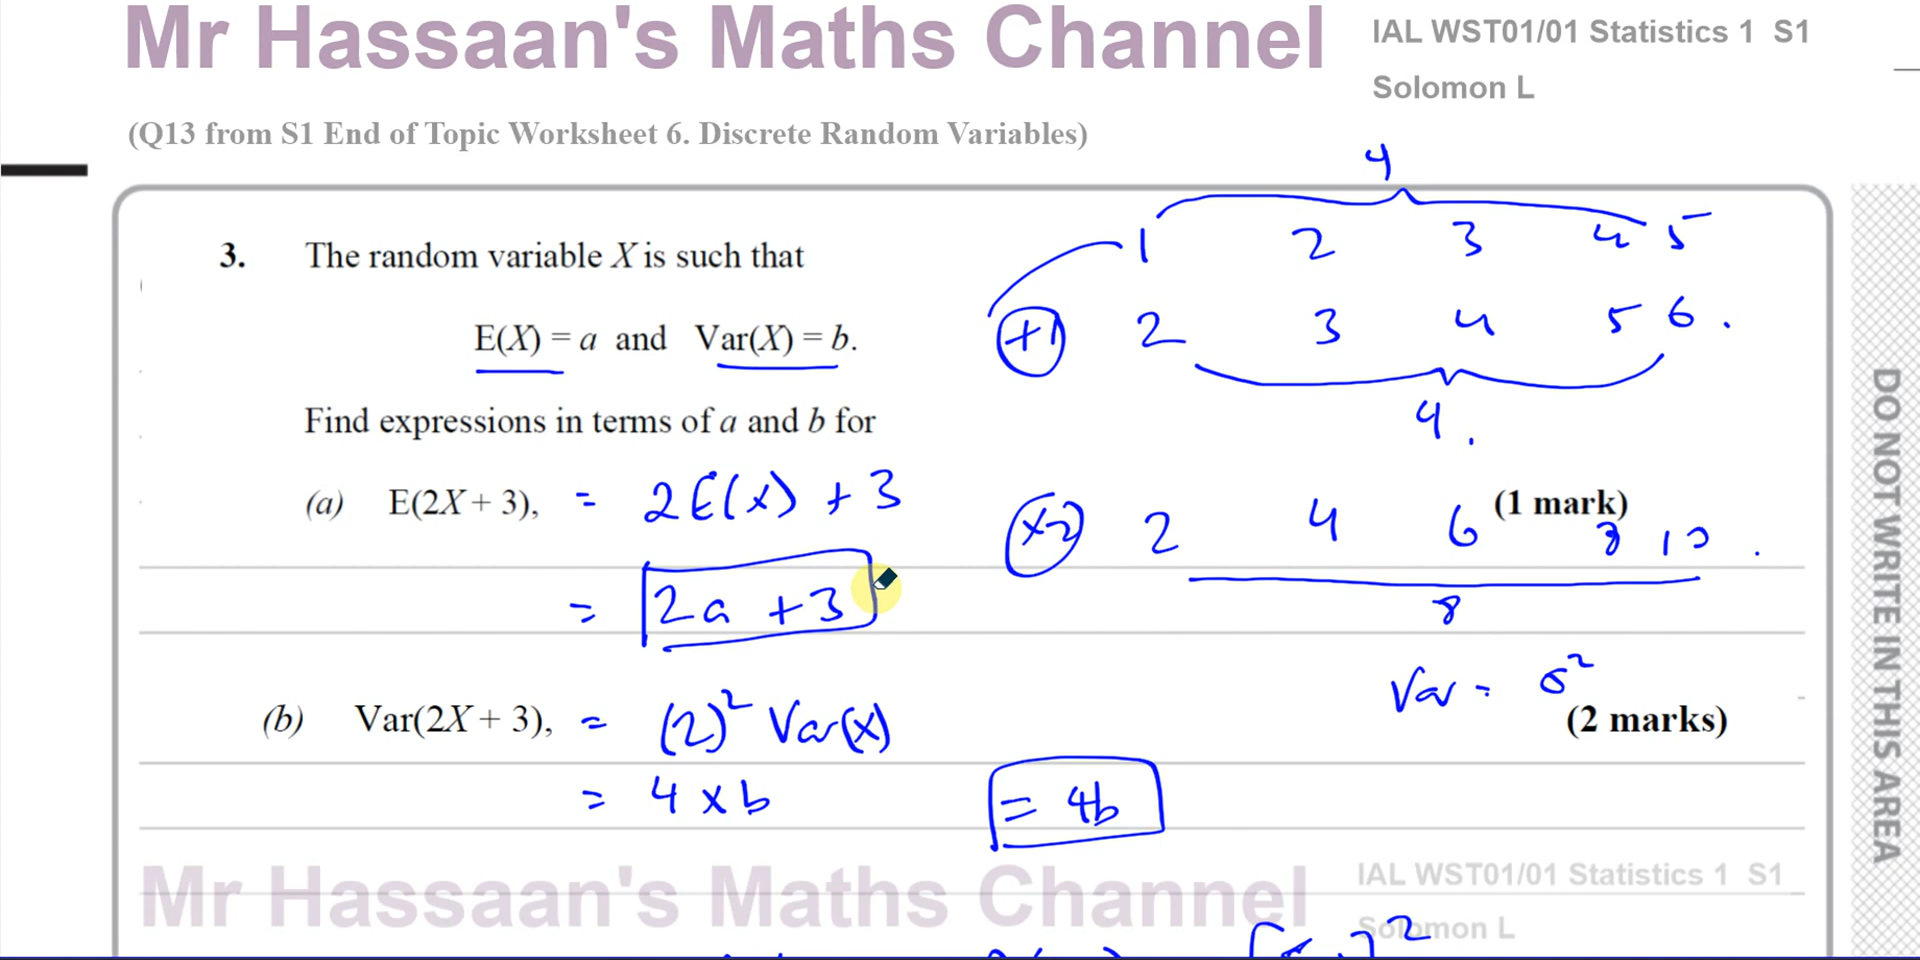 Mr Hassaan's Maths Channel
IAL WST01/01 Statistics 1 S1
Solomon L
(Q13 from S1 End of Topic Worksheet 6. Discrete Random Variables)
4
3. The random variable X is such that
1 2 3 4 5
E(X) = a and Var(X) = b.
+1 2 3 4 5 6 .
4 .
Find expressions in terms of a and b for
(a) E(2X + 3), = 2E(x) + 3
(1 mark)
x2 2 4 6 8 10 .
= 2a + 3
8
Var = σ²
(b) Var(2X + 3), = (2)² Var(x)
(2 marks)
= 4 x b = 4b
Mr Hassaan's Maths Channel
IAL WST01/01 Statistics 1 S1
Solomon L
DO NOT WRITE IN THIS AREA